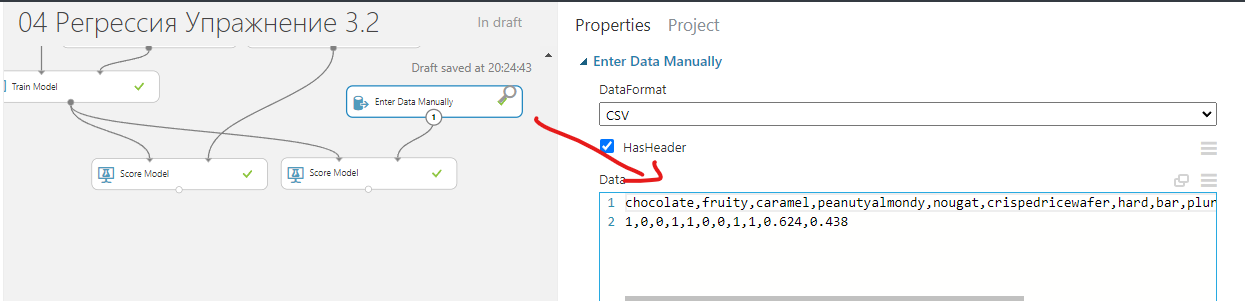 04 Регрессия Упражнение 3.2
In draft
Draft saved at 20:24:43
Train Model
Enter Data Manually
1
Score Model
Score Model
Properties Project
Enter Data Manually
DataFormat
CSV
HasHeader
Data
1 chocolate,fruity,caramel,peanutyalmondy,nougat,crispedricewafer,hard,bar,plur
2 1,0,0,1,1,0,0,1,1,0.624,0.438